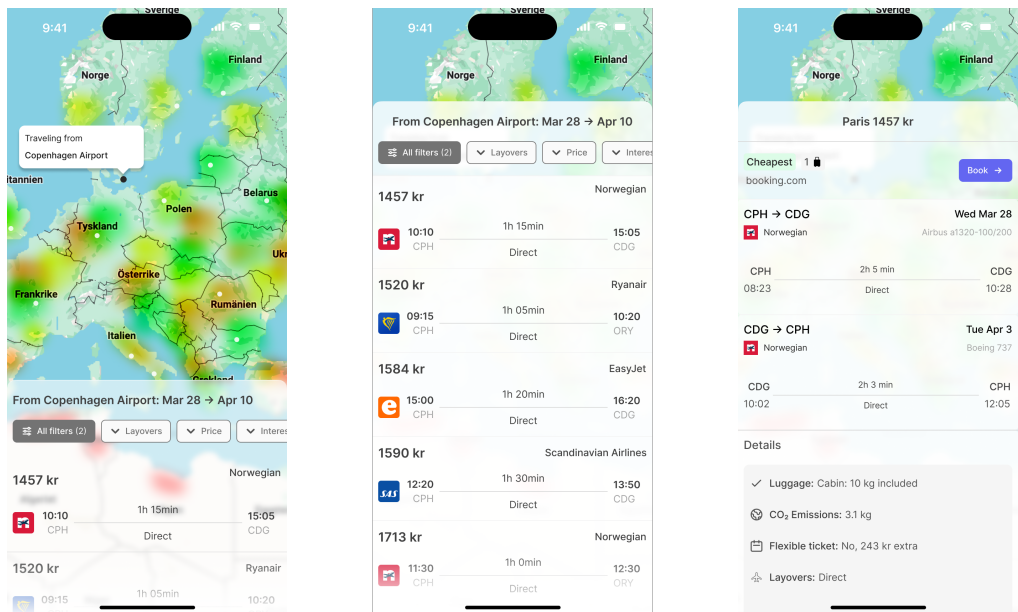 Sverige
9:41
Finland
Norge
Traveling from
Copenhagen Airport
itannien
Belarus
Polen
Tyskland
Ukr
Österrike
Frankrike
Rumänien
Italien
Grekland
From Copenhagen Airport: Mar 28 → Apr 10
All filters (2)
Layovers
Price
Interes
1457 kr
Norwegian
10:10
1h 15min
15:05
CPH
Direct
CDG
1520 kr
Ryanair
09:15
1h 05min
10:20
Sverige
9:41
Finland
Norge
From Copenhagen Airport: Mar 28 → Apr 10
All filters (2)
Layovers
Price
Interes
1457 kr
Norwegian
10:10
1h 15min
15:05
CPH
Direct
CDG
1520 kr
Ryanair
09:15
1h 05min
10:20
CPH
Direct
ORY
1584 kr
EasyJet
15:00
1h 20min
16:20
CPH
Direct
CDG
1590 kr
Scandinavian Airlines
SAS
12:20
1h 30min
13:50
CPH
Direct
CDG
1713 kr
Norwegian
11:30
1h 0min
12:30
CPH
Direct
ORY
Sverige
9:41
Finland
Norge
Paris 1457 kr
Cheapest 1
booking.com
Book →
CPH → CDG
Wed Mar 28
Norwegian
Airbus a1320-100/200
CPH
2h 5 min
CDG
08:23
Direct
10:28
CDG → CPH
Tue Apr 3
Norwegian
Boeing 737
CDG
2h 3 min
CPH
10:02
Direct
12:05
Details
Luggage: Cabin: 10 kg included
CO₂ Emissions: 3.1 kg
Flexible ticket: No, 243 kr extra
Layovers: Direct